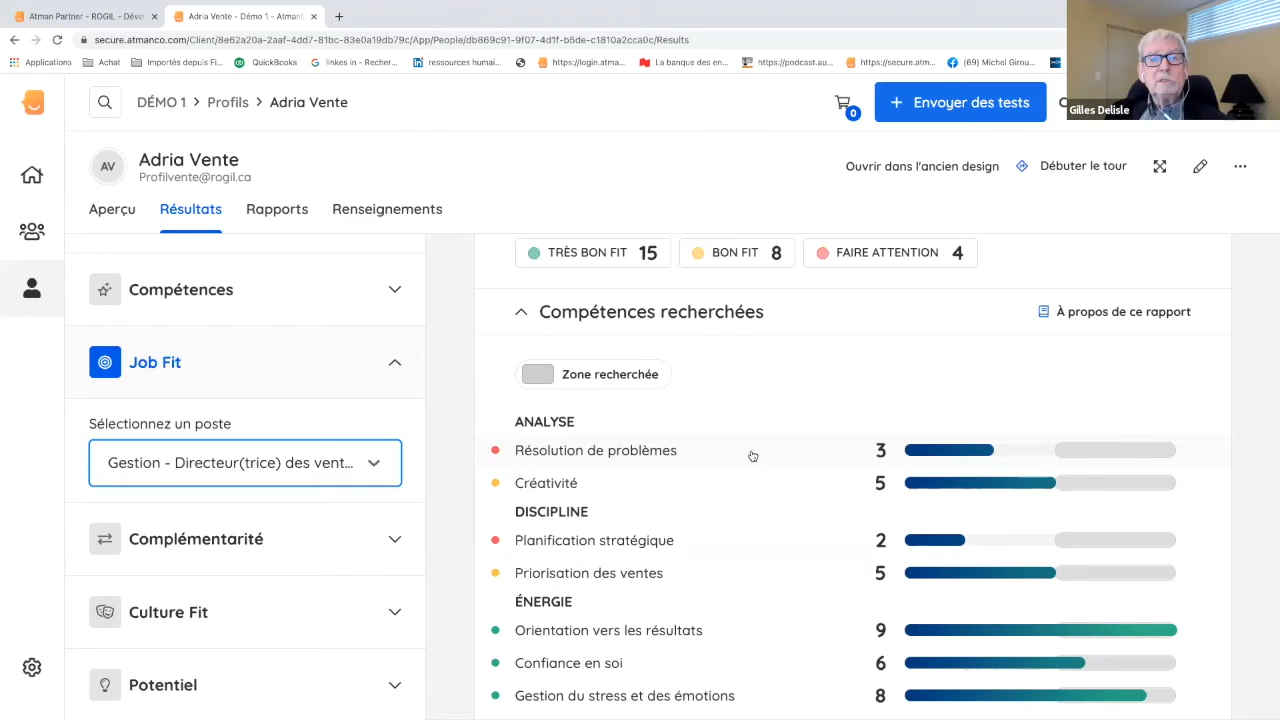 Atman Partner - ROGIL, Dével
Adria Vente - Démo 1 - Atman
secure.atmanco.com/Client/8e62a20a-2aaf-4dd7-81bc-83e0a19db79c/App/People/db869c91-9f07-4d1f-b5de-c1810a2cca0c/Results
Applications
Achat
Importés depuis Fi...
QuickBooks
linkes in - Recher...
ressources humai...
https://login.atma...
La banque des en...
https://podcast.au...
https://secure.atm...
(69) Michel Girou...
Gilles Delisle
DÉMO 1 > Profils > Adria Vente
0
+ Envoyer des tests
AV
Adria Vente
Profilvente@rogil.ca
Ouvrir dans l'ancien design
Débuter le tour
Aperçu
Résultats
Rapports
Renseignements
Compétences
Job Fit
Sélectionnez un poste
Gestion - Directeur(trice) des vent...
Complémentarité
Culture Fit
Potentiel
TRÈS BON FIT 15
BON FIT 8
FAIRE ATTENTION 4
Compétences recherchées
À propos de ce rapport
Zone recherchée
ANALYSE
Résolution de problèmes 3
Créativité 5
DISCIPLINE
Planification stratégique 2
Priorisation des ventes 5
ÉNERGIE
Orientation vers les résultats 9
Confiance en soi 6
Gestion du stress et des émotions 8